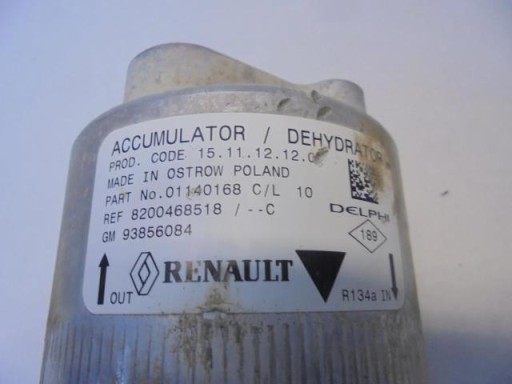 ACCUMULATOR / DEHYDRATOR
PROD. CODE 15.11.12.12.0
MADE IN OSTROW POLAND
PART No.01140168 C/L 10
REF 8200468518 / --C
DELPHI
GM 93856084
189
RENAULT
OUT
R134a IN